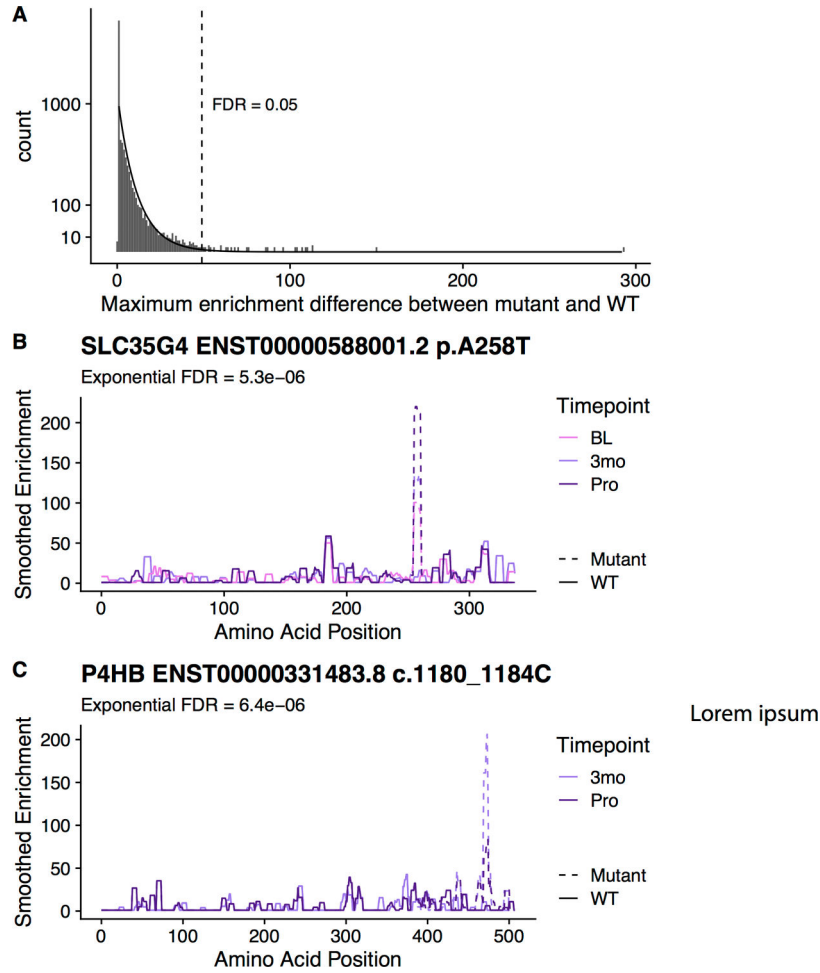 A
count
1000
100
10
FDR = 0.05
0
100
200
300
Maximum enrichment difference between mutant and WT
B
SLC35G4 ENST00000588001.2 p.A258T
Exponential FDR = 5.3e−06
Smoothed Enrichment
200
150
100
50
0
0
100
200
300
Amino Acid Position
Timepoint
BL
3mo
Pro
Mutant
WT
C
P4HB ENST00000331483.8 c.1180_1184C
Exponential FDR = 6.4e−06
Smoothed Enrichment
200
150
100
50
0
0
100
200
300
400
500
Amino Acid Position
Timepoint
3mo
Pro
Mutant
WT
Lorem ipsum